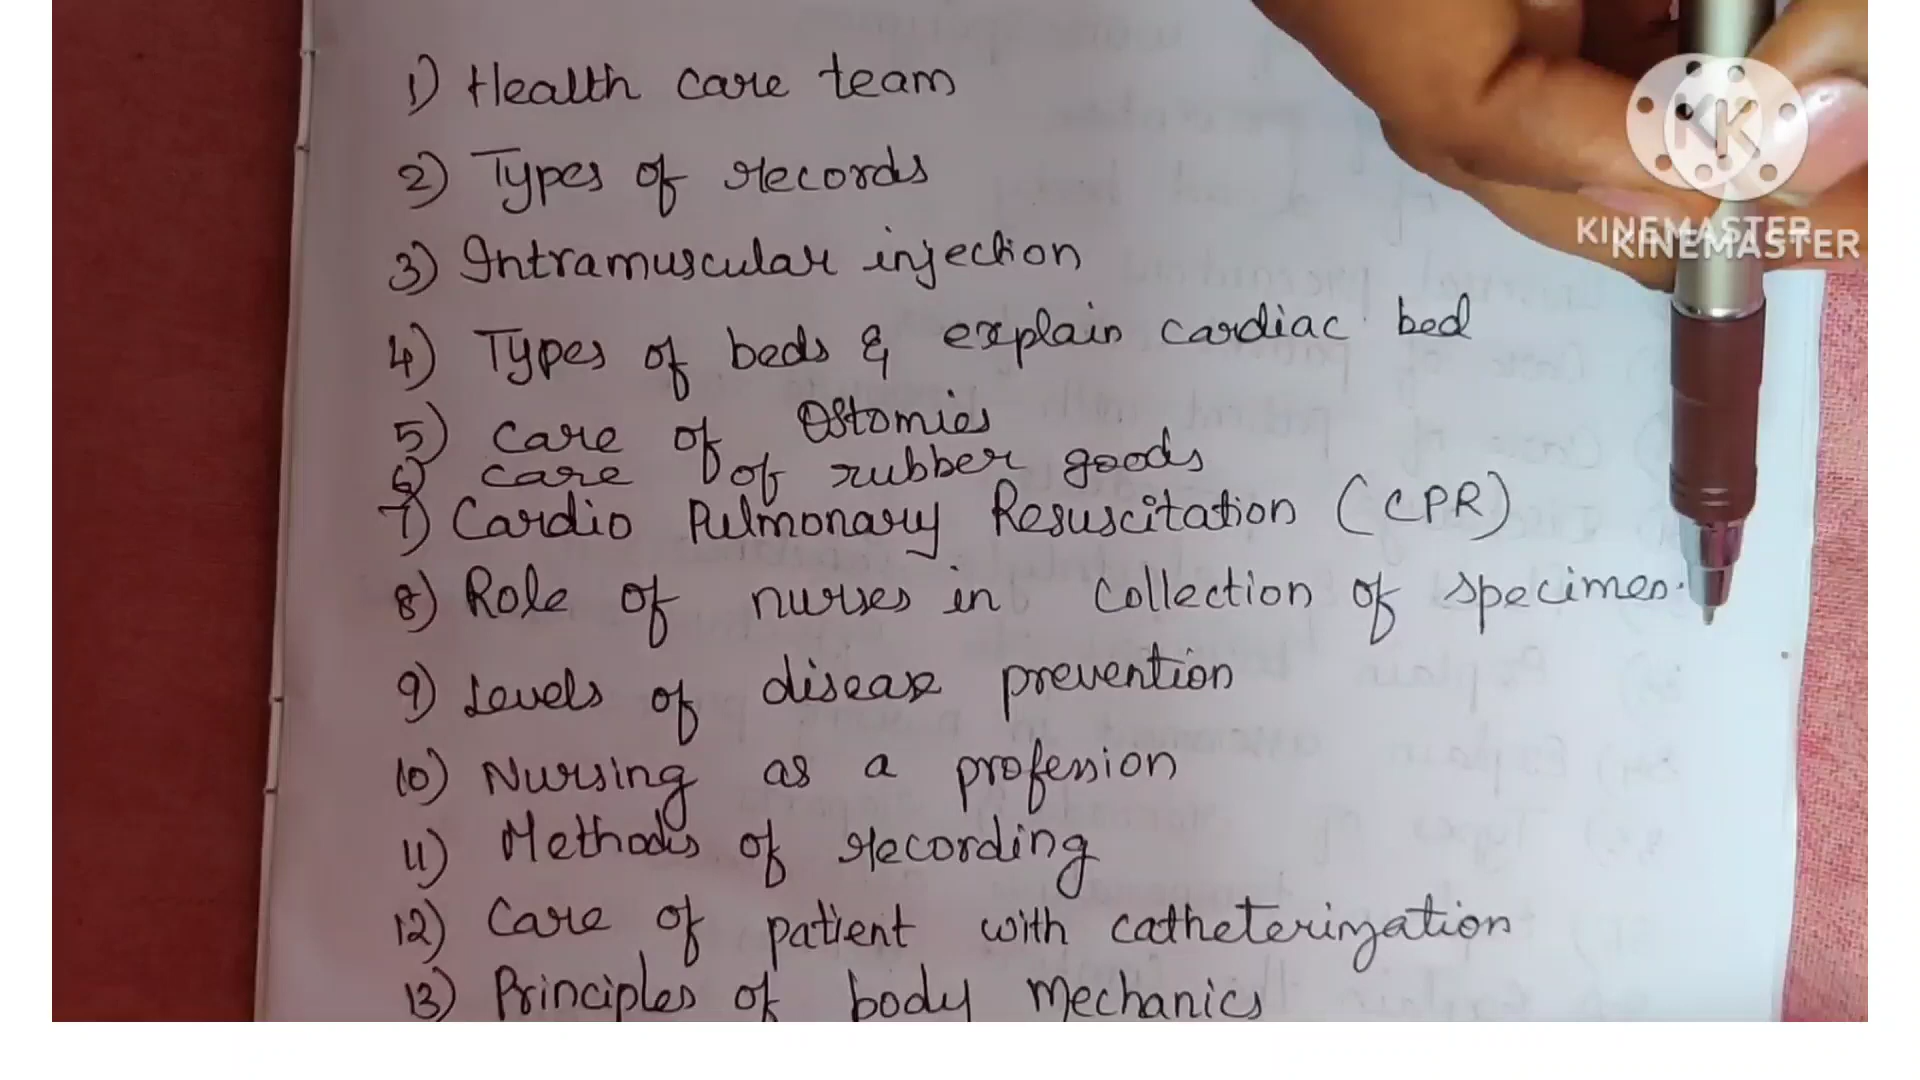 1) Health care team
2) Types of records
3) Intramuscular injection
4) Types of beds & explain cardiac bed
5) care of Ostomies
6) care of rubber goods
7) Cardio Pulmonary Resuscitation (CPR)
8) Role of nurses in collection of specimen.
9) Levels of disease prevention
10) Nursing as a profession
11) Methods of recording
12) Care of patient with catheterization
13) Principles of body mechanics
KK
KINEMASTER
KINEMASTER